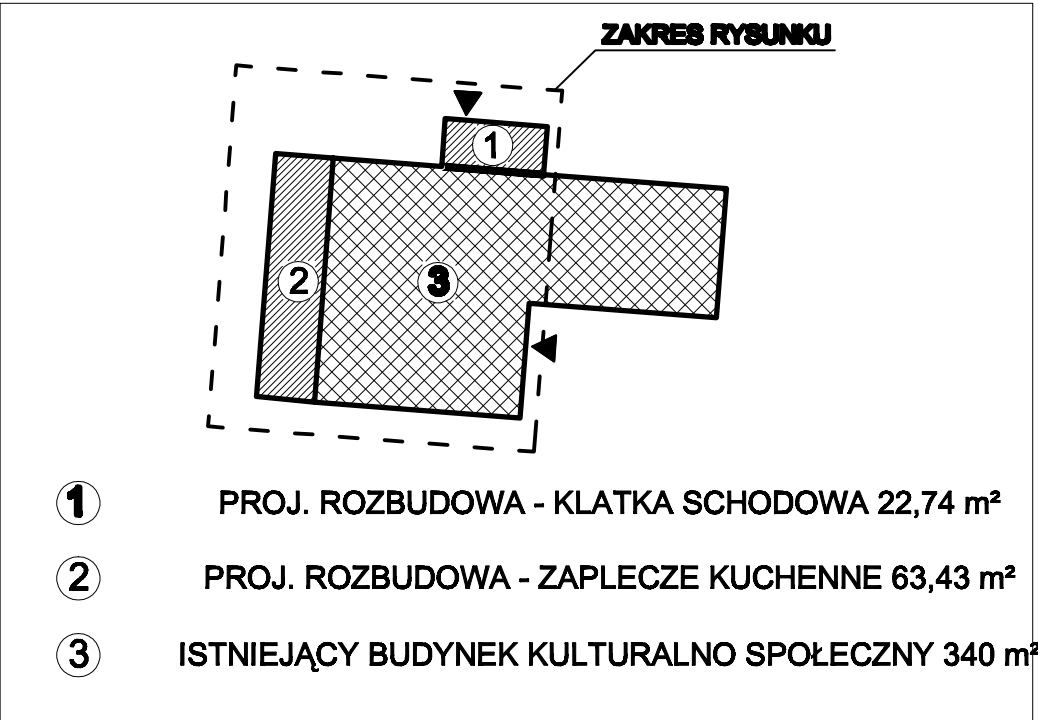 ZAKRES RYSUNKU
1
2
3
1 PROJ. ROZBUDOWA - KLATKA SCHODOWA 22,74 m²
2 PROJ. ROZBUDOWA - ZAPLECZE KUCHENNE 63,43 m²
3 ISTNIEJĄCY BUDYNEK KULTURALNO SPOŁECZNY 340 m²